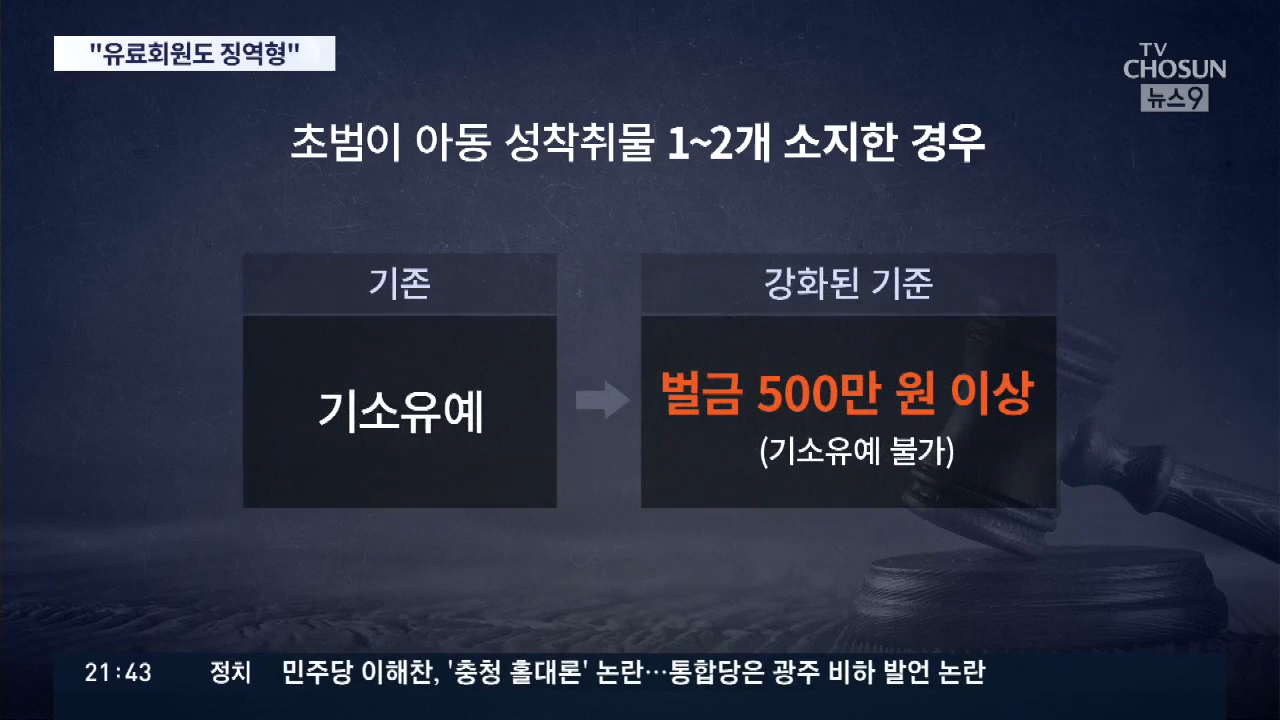 "유료회원도 징역형"
TV
CHOSUN
뉴스9
초범이 아동 성착취물 1~2개 소지한 경우
기존
강화된 기준
기소유예
벌금 500만 원 이상
(기소유예 불가)
21:43 정치 민주당 이해찬, '충청 홀대론' 논란…통합당은 광주 비하 발언 논란